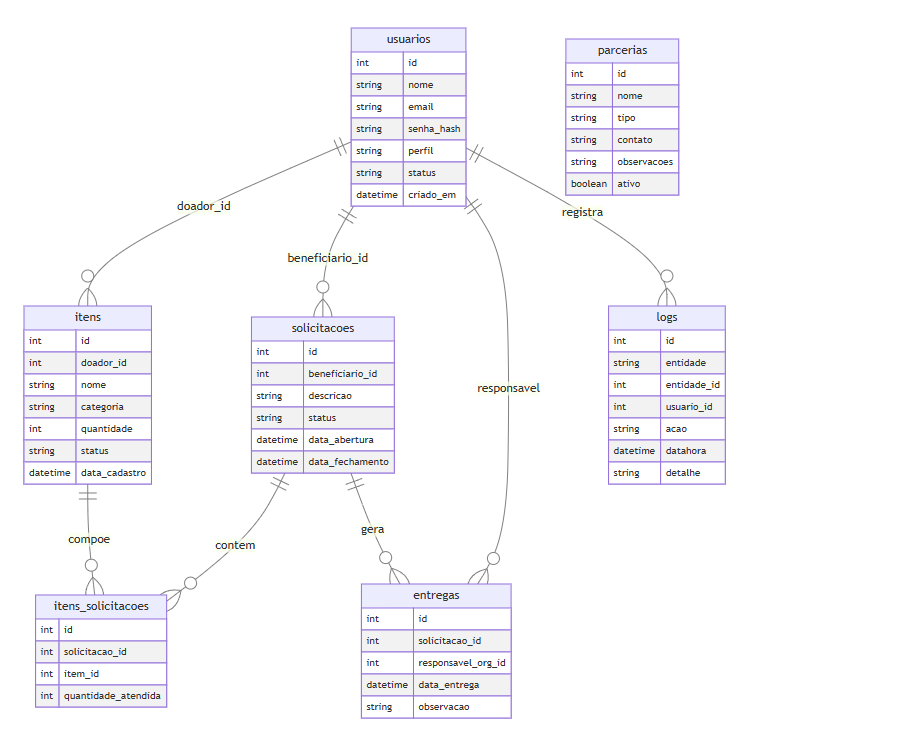 usuarios
int id
string nome
string email
string senha_hash
string perfil
string status
datetime criado_em
parcerias
int id
string nome
string tipo
string contato
string observacoes
boolean ativo
doador_id
registra
beneficiario_id
responsavel
itens
int id
int doador_id
string nome
string categoria
int quantidade
string status
datetime data_cadastro
solicitacoes
int id
int beneficiario_id
string descricao
string status
datetime data_abertura
datetime data_fechamento
logs
int id
string entidade
int entidade_id
int usuario_id
string acao
datetime datahora
string detalhe
compoe
contem
gera
itens_solicitacoes
int id
int solicitacao_id
int item_id
int quantidade_atendida
entregas
int id
int solicitacao_id
int responsavel_org_id
datetime data_entrega
string observacao